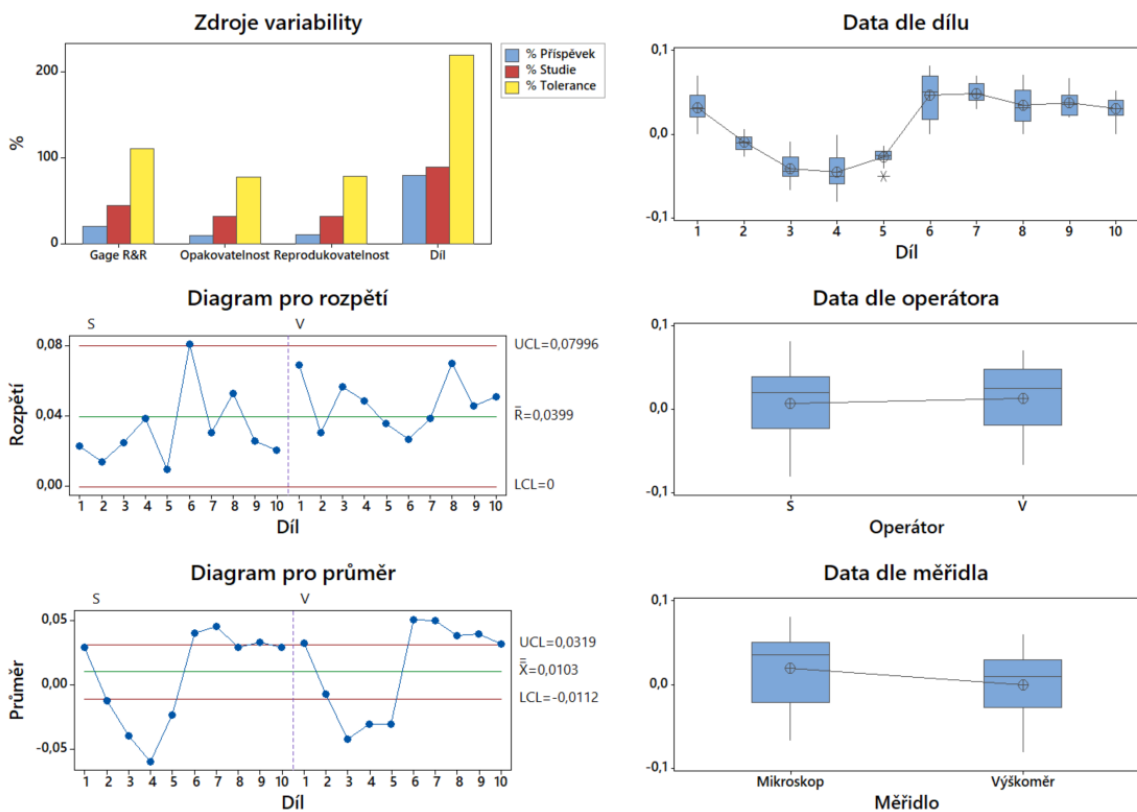 Zdroje variability
200
100
0
%
% Příspěvek
% Studie
% Tolerance
Gage R&R Opakovatelnost Reprodukovatelnost Díl
Data dle dílu
0,1
0,0
-0,1
1 2 3 4 5 6 7 8 9 10
Díl
Diagram pro rozpětí
S V
0,08
0,04
0,00
Rozpětí
UCL=0,07996
R̄=0,0399
LCL=0
1 2 3 4 5 6 7 8 9 10 1 2 3 4 5 6 7 8 9 10
Díl
Data dle operátora
0,1
0,0
-0,1
S V
Operátor
Diagram pro průměr
S V
0,05
0,00
-0,05
Průměr
UCL=0,0319
X̿=0,0103
LCL=-0,0112
1 2 3 4 5 6 7 8 9 10 1 2 3 4 5 6 7 8 9 10
Díl
Data dle měřidla
0,1
0,0
-0,1
Mikroskop Výškoměr
Měřidlo